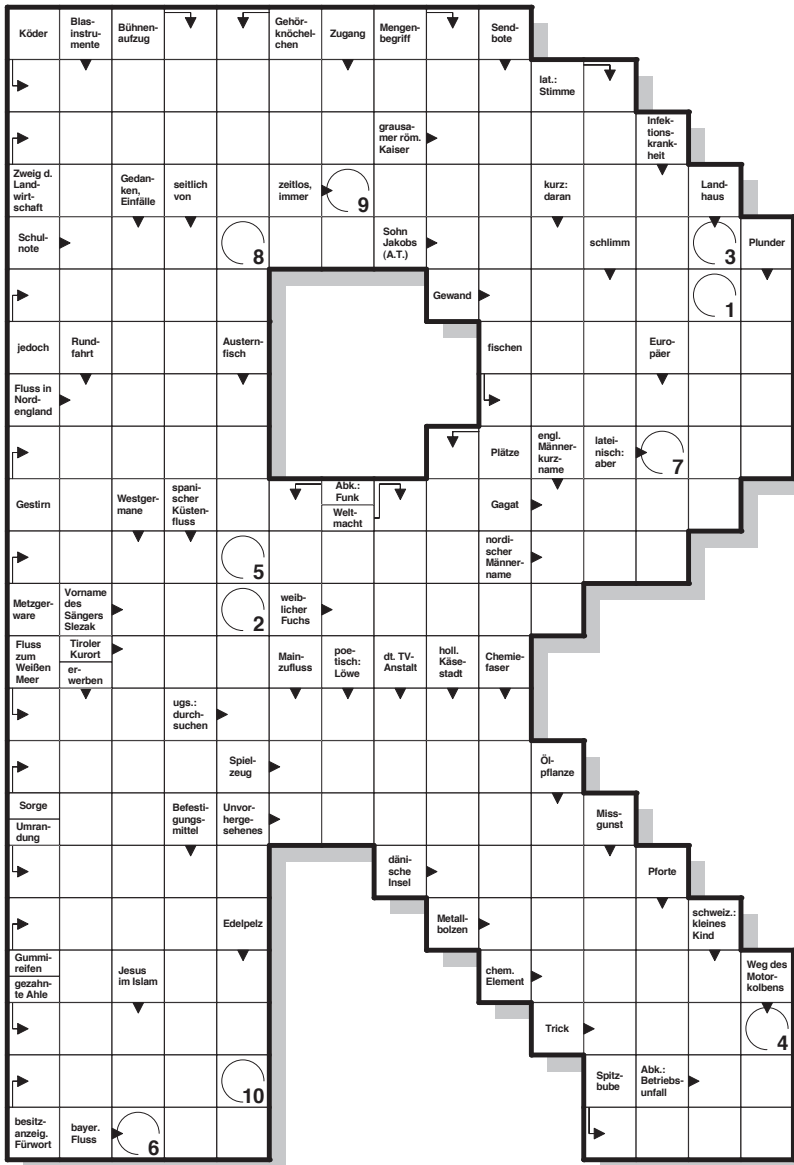 Köder
Blas-
instru-
mente
Bühnen-
aufzug
Gehör-
knöchel-
chen
Zugang
Mengen-
begriff
Send-
bote
lat.:
Stimme
grausa-
mer röm.
Kaiser
Infek-
tions-
krank-
heit
Zweig d.
Land-
wirt-
schaft
Gedan-
ken,
Einfälle
seitlich
von
zeitlos,
immer
9
kurz:
daran
Land-
haus
Schul-
note
8
Sohn
Jakobs
(A.T.)
schlimm
3
Plunder
Gewand
1
jedoch
Rund-
fahrt
Austern-
fisch
fischen
Euro-
päer
Fluss in
Nord-
england
Plätze
engl.
Männer-
kurz-
name
latei-
nisch:
aber
7
Gestirn
Westger-
mane
spani-
scher
Küsten-
fluss
Abk.:
Funk
Welt-
macht
Gagat
5
nordi-
scher
Männer-
name
Metzger-
ware
Vorname
des
Sängers
Slezak
2
weib-
licher
Fuchs
Fluss
zum
Weißen
Meer
Tiroler
Kurort
er-
werben
Main-
zufluss
poe-
tisch:
Löwe
dt. TV-
Anstalt
holl.
Käse-
stadt
Chemie-
faser
ugs.:
durch-
suchen
Spiel-
zeug
Öl-
pflanze
Sorge
Umran-
dung
Befesti-
gungs-
mittel
Unvor-
herge-
sehenes
Miss-
gunst
däni-
sche
Insel
Pforte
Edelpelz
Metall-
bolzen
schweiz.:
kleines
Kind
Gummi-
reifen
gezahn-
te Ahle
Jesus
im Islam
chem.
Element
Weg des
Motor-
kolbens
Trick
4
10
Spitz-
bube
Abk.:
Betriebs-
unfall
besitz-
anzeig.
Fürwort
bayer.
Fluss
6